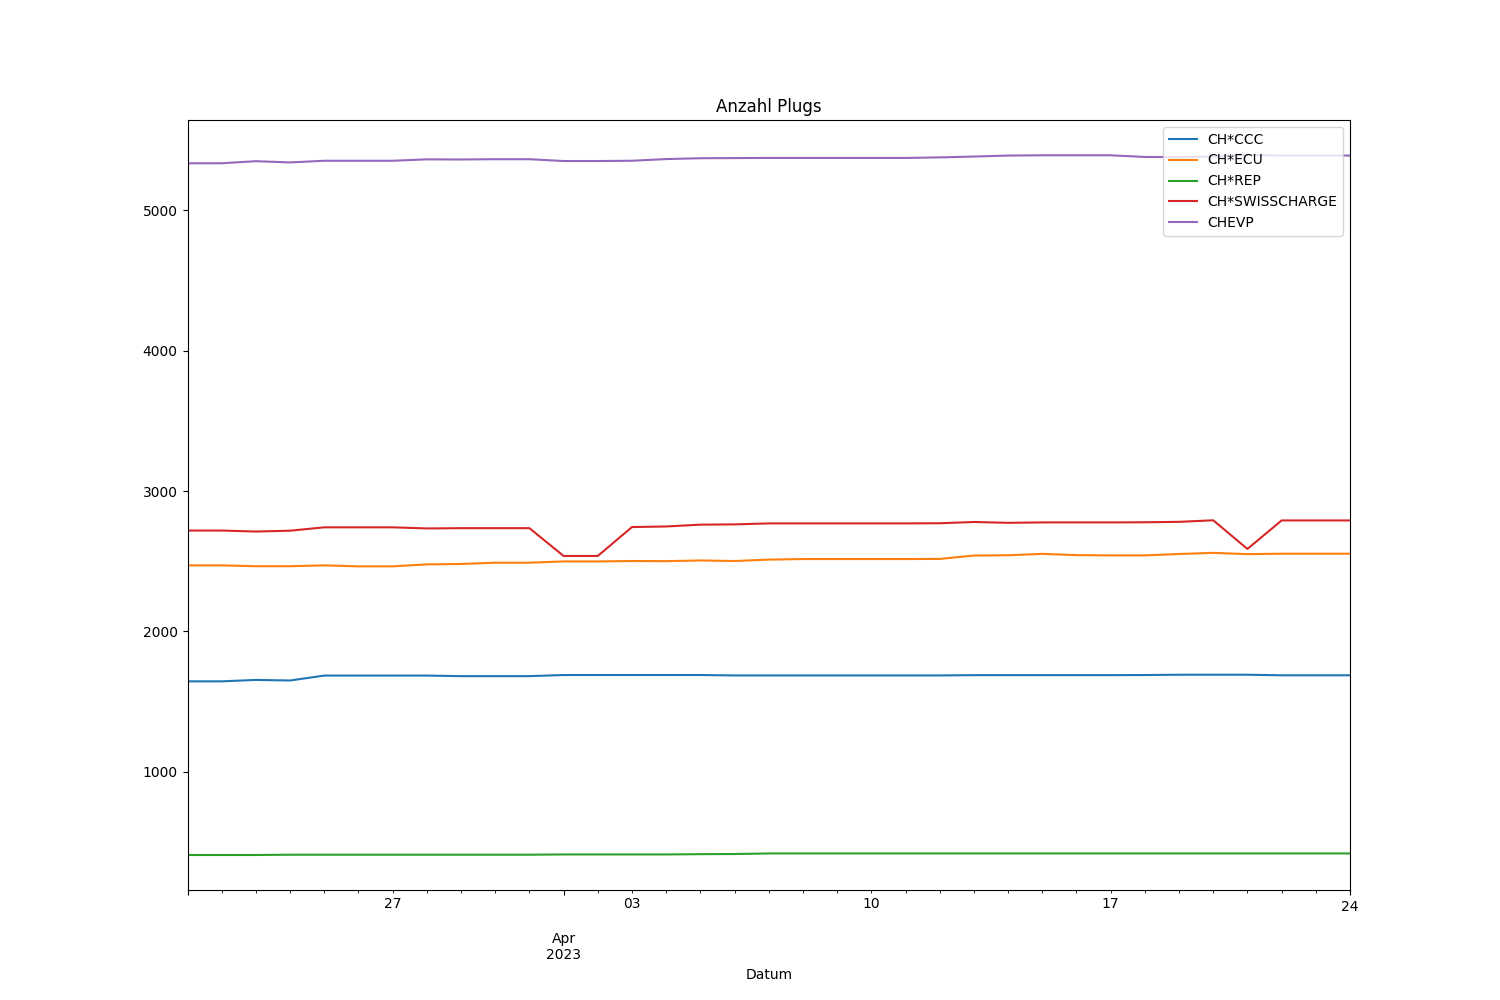 Anzahl Plugs
CH*CCC
CH*ECU
CH*REP
CH*SWISSCHARGE
CHEVP
5000
4000
3000
2000
1000
27 03 10 17 24
Apr
2023
Datum